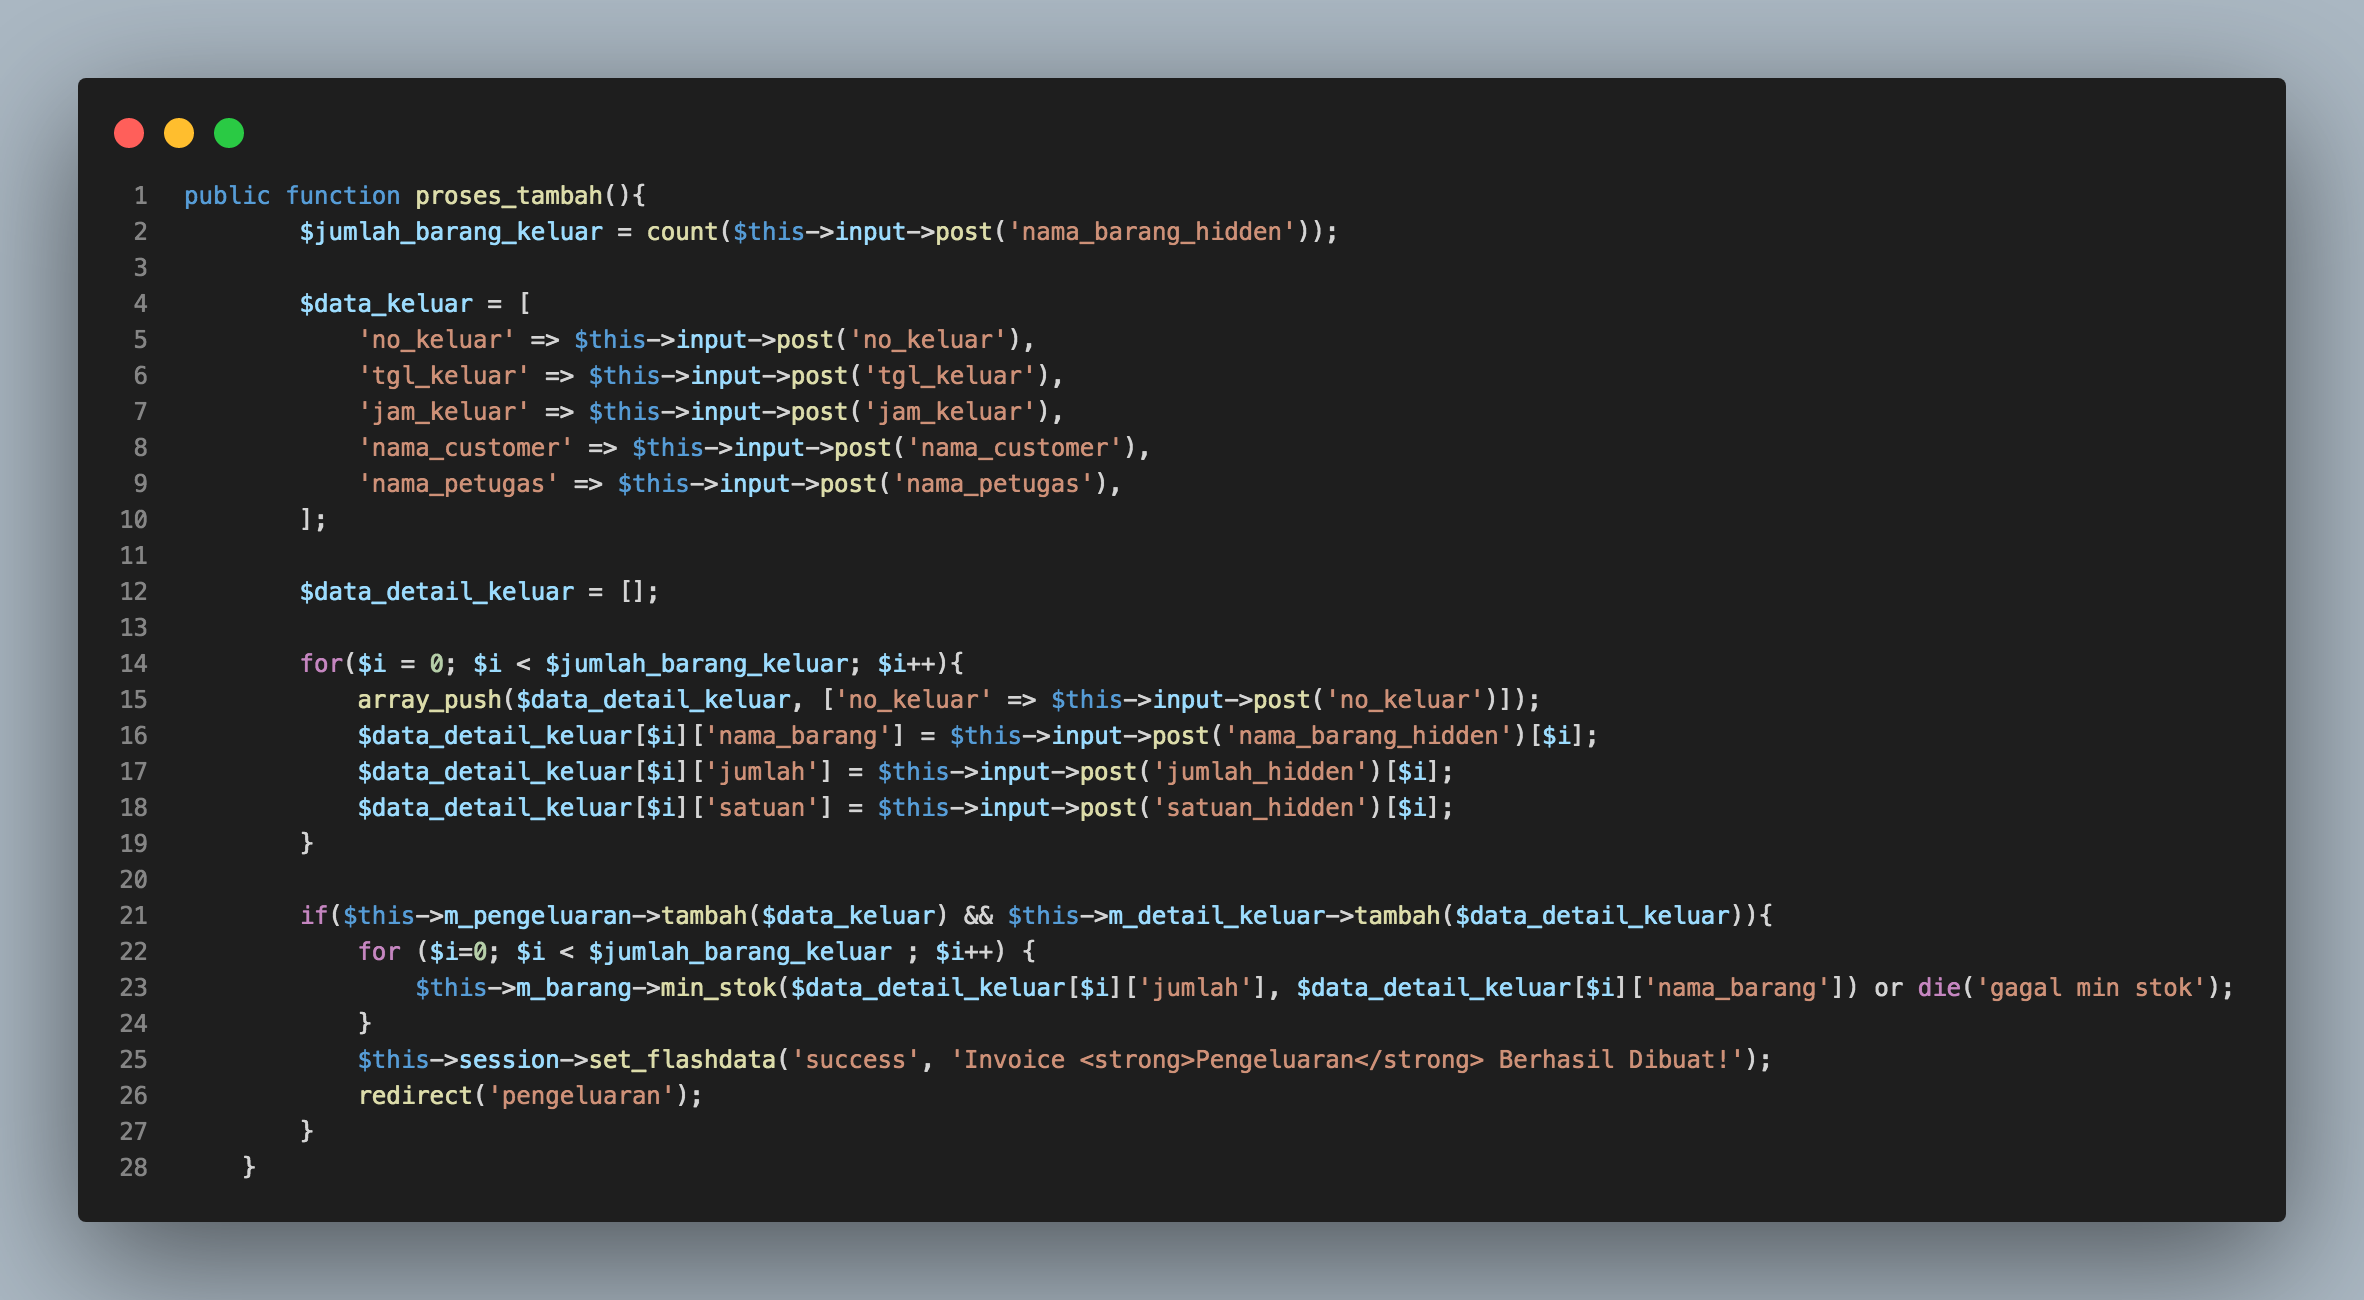 1 public function proses_tambah(){
2 $jumlah_barang_keluar = count($this->input->post('nama_barang_hidden'));
3
4 $data_keluar = [
5 'no_keluar' => $this->input->post('no_keluar'),
6 'tgl_keluar' => $this->input->post('tgl_keluar'),
7 'jam_keluar' => $this->input->post('jam_keluar'),
8 'nama_customer' => $this->input->post('nama_customer'),
9 'nama_petugas' => $this->input->post('nama_petugas'),
10 ];
11
12 $data_detail_keluar = [];
13
14 for($i = 0; $i < $jumlah_barang_keluar; $i++){
15 array_push($data_detail_keluar, ['no_keluar' => $this->input->post('no_keluar')]);
16 $data_detail_keluar[$i]['nama_barang'] = $this->input->post('nama_barang_hidden')[$i];
17 $data_detail_keluar[$i]['jumlah'] = $this->input->post('jumlah_hidden')[$i];
18 $data_detail_keluar[$i]['satuan'] = $this->input->post('satuan_hidden')[$i];
19 }
20
21 if($this->m_pengeluaran->tambah($data_keluar) && $this->m_detail_keluar->tambah($data_detail_keluar)){
22 for ($i=0; $i < $jumlah_barang_keluar ; $i++) {
23 $this->m_barang->min_stok($data_detail_keluar[$i]['jumlah'], $data_detail_keluar[$i]['nama_barang']) or die('gagal min stok');
24 }
25 $this->session->set_flashdata('success', 'Invoice <strong>Pengeluaran</strong> Berhasil Dibuat!');
26 redirect('pengeluaran');
27 }
28 }